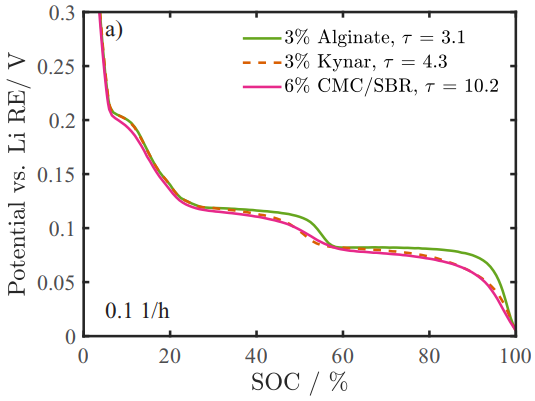 a)
3% Alginate, τ = 3.1
3% Kynar, τ = 4.3
6% CMC/SBR, τ = 10.2
0.1 1/h
Potential vs. Li RE/ V
0.3
0.25
0.2
0.15
0.1
0.05
0
0 20 40 60 80 100
SOC / %